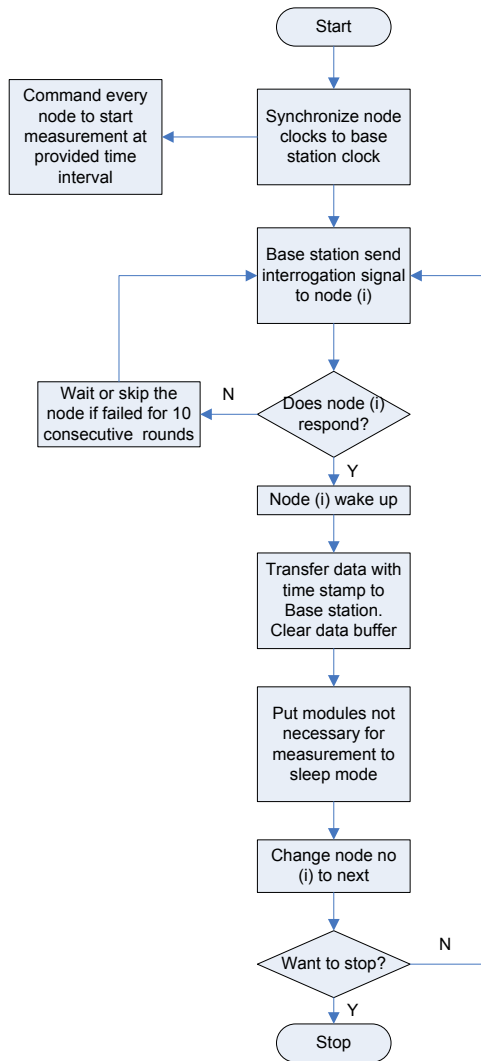 Start
Command every
node to start
measurement at
provided time
interval
Synchronize node
clocks to base
station clock
Base station send
interrogation signal
to node (i)
Wait or skip the
node if failed for 10
consecutive rounds
N
Does node (i)
respond?
Y
Node (i) wake up
Transfer data with
time stamp to
Base station.
Clear data buffer
Put modules not
necessary for
measurement to
sleep mode
Change node no
(i) to next
Want to stop?
N
Y
Stop